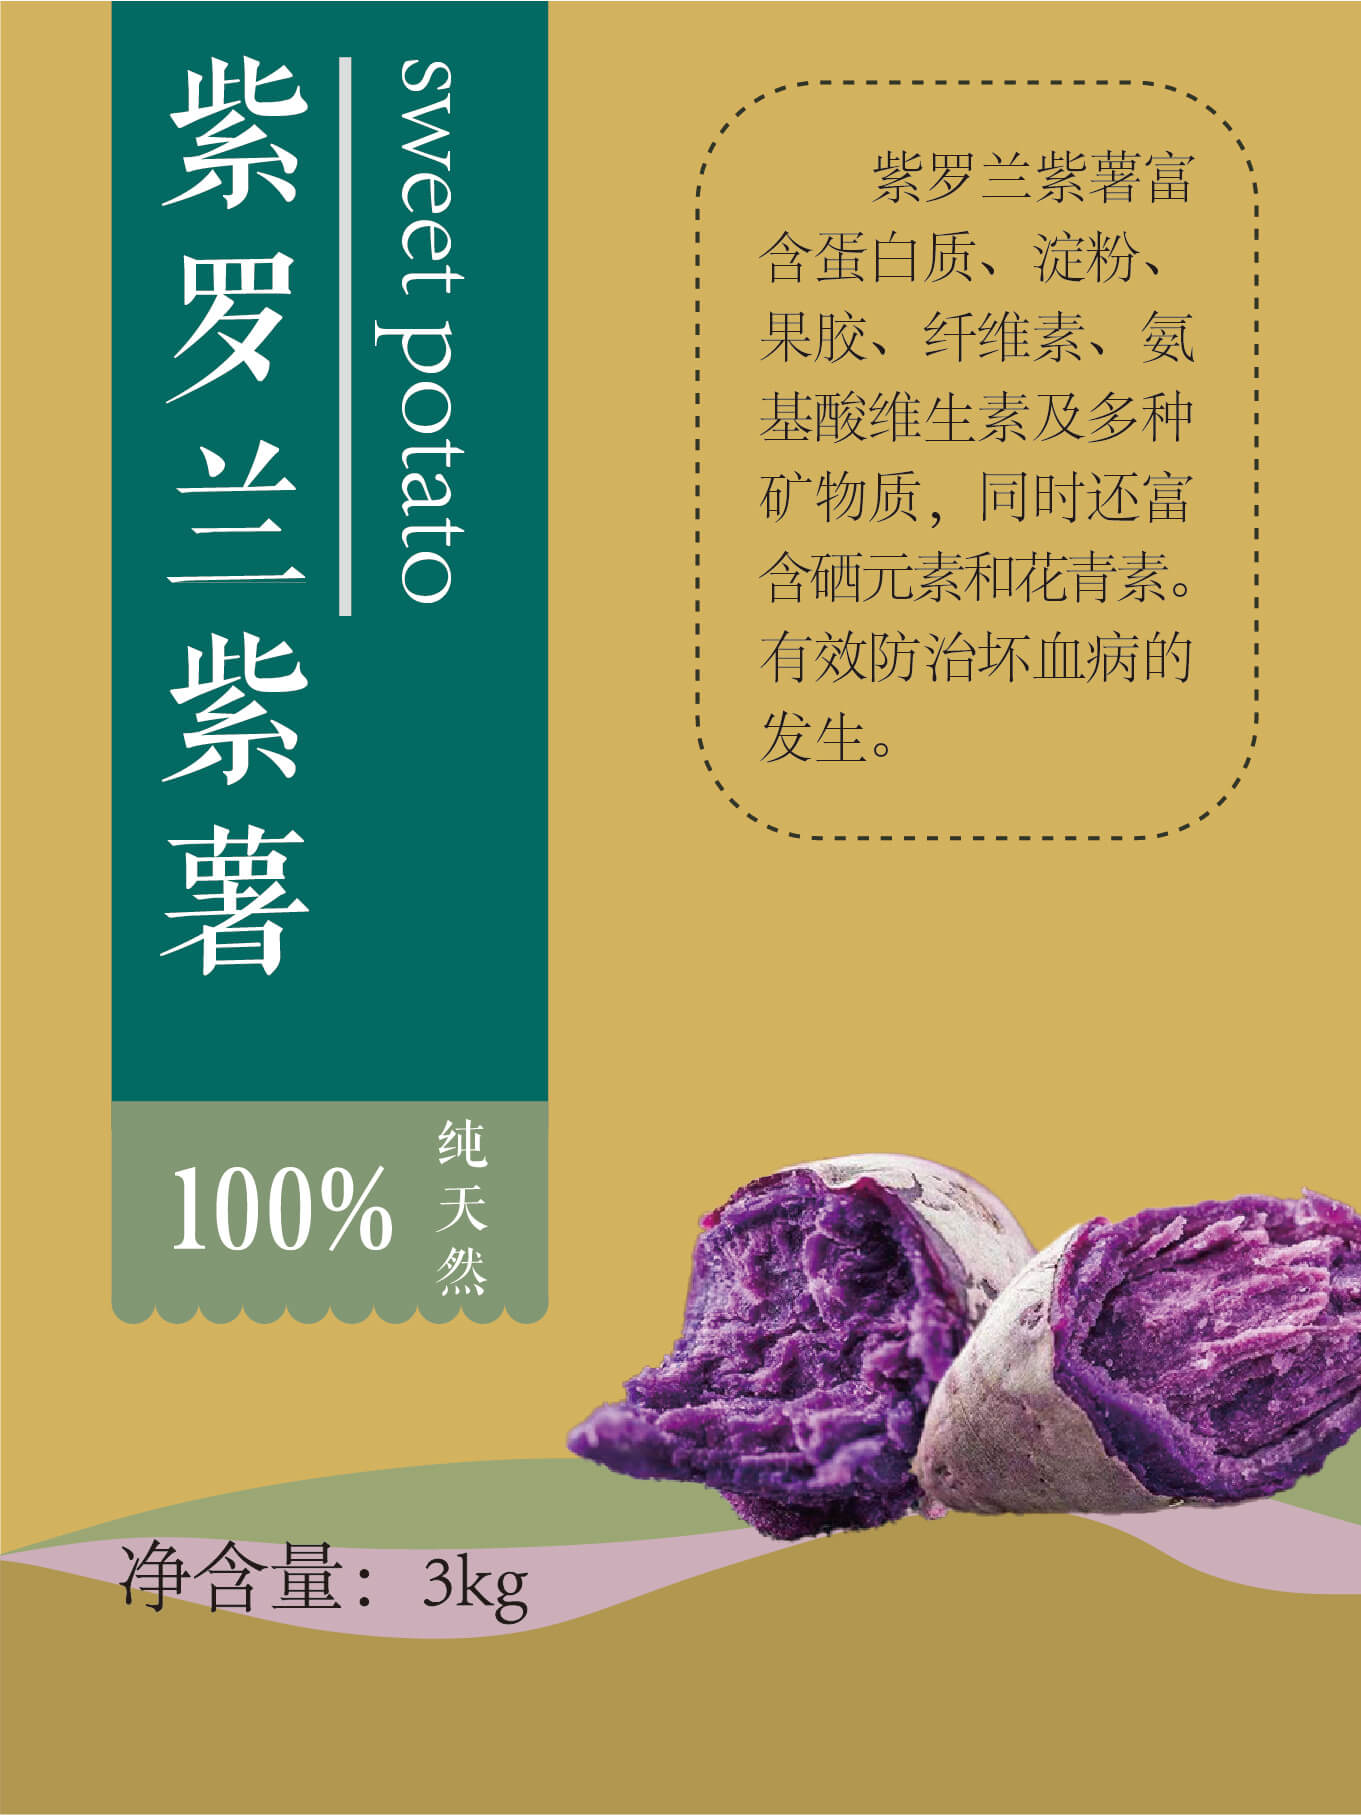 紫罗兰紫薯
sweet potato
100%
纯天然
紫罗兰紫薯富
含蛋白质、淀粉、
果胶、纤维素、氨
基酸维生素及多种
矿物质，同时还富
含硒元素和花青素。
有效防治坏血病的
发生。
净含量：3kg